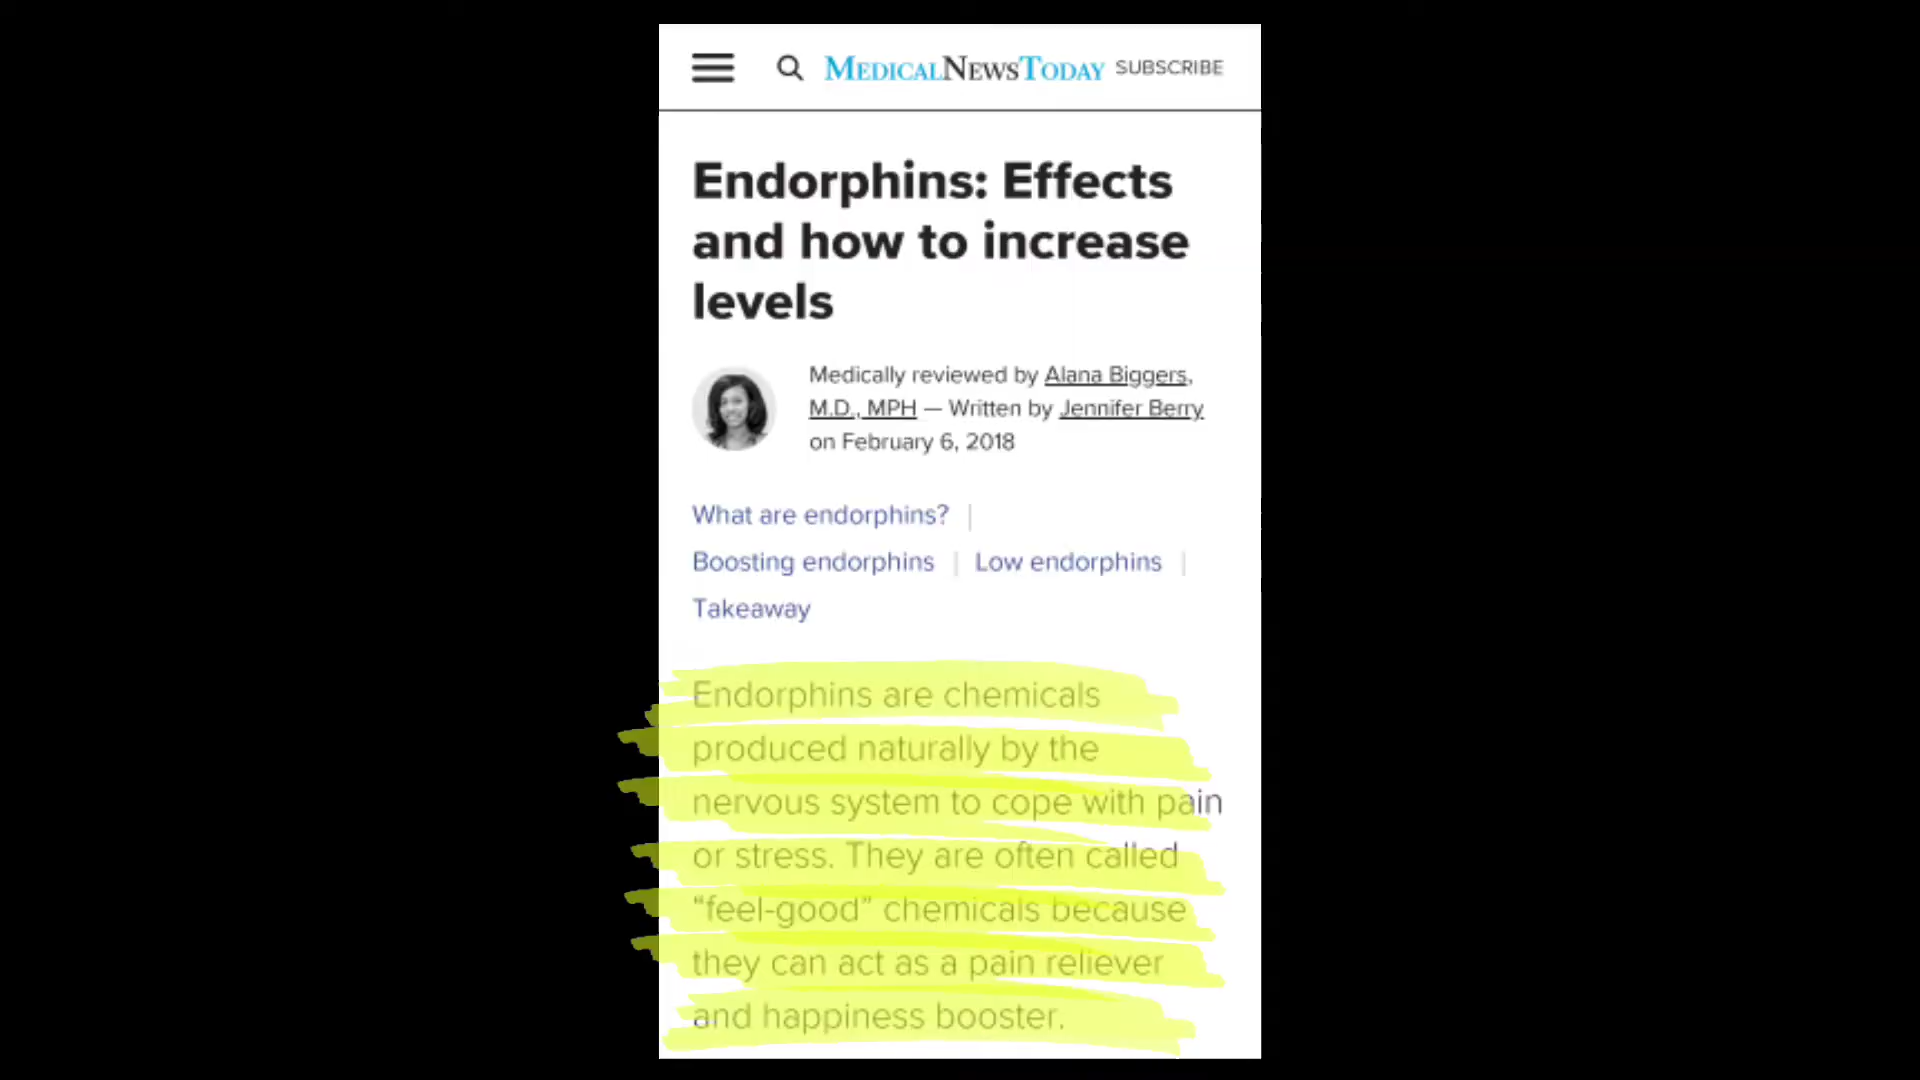 MEDICALNEWSTODAY SUBSCRIBE
Endorphins: Effects
and how to increase
levels
Medically reviewed by Alana Biggers,
M.D., MPH — Written by Jennifer Berry
on February 6, 2018
What are endorphins? |
Boosting endorphins | Low endorphins |
Takeaway
Endorphins are chemicals
produced naturally by the
nervous system to cope with pain
or stress. They are often called
“feel-good” chemicals because
they can act as a pain reliever
and happiness booster.